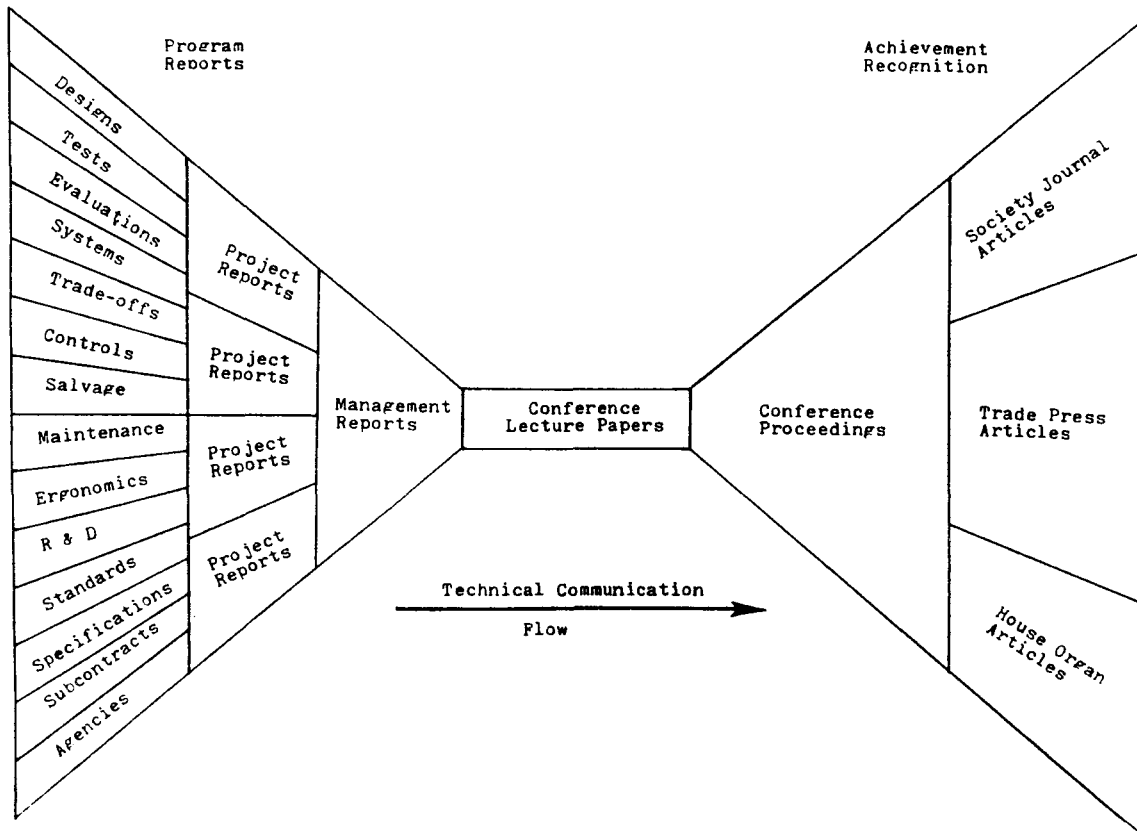 Program
Reports
Achievement
Recognition
Designs
Tests
Evaluations
Systems
Trade-offs
Controls
Salvage
Maintenance
Ergonomics
R & D
Standards
Specifications
Subcontracts
Agencies
Project
Reports
Project
Reports
Project
Reports
Project
Reports
Management
Reports
Conference
Lecture Papers
Conference
Proceedings
Society Journal
Articles
Trade Press
Articles
House Organ
Articles
Technical Communication
Flow